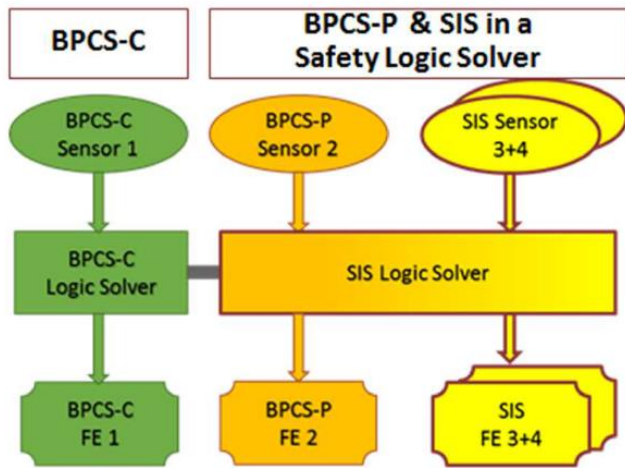 BPCS-C
BPCS-P & SIS in a
Safety Logic Solver
BPCS-C
Sensor 1
BPCS-P
Sensor 2
SIS Sensor
3+4
BPCS-C
Logic Solver
SIS Logic Solver
BPCS-C
FE 1
BPCS-P
FE 2
SIS
FE 3+4